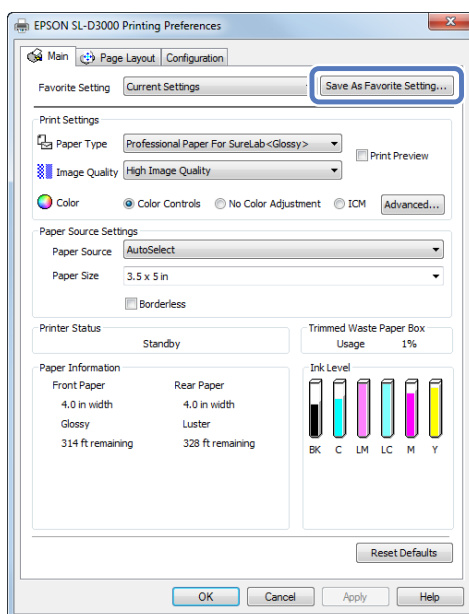 EPSON SL-D3000 Printing Preferences
Main Page Layout Configuration
Favorite Setting Current Settings Save As Favorite Setting...
Print Settings
Paper Type Professional Paper For SureLab<Glossy>
Print Preview
Image Quality High Image Quality
Color Color Controls No Color Adjustment ICM Advanced...
Paper Source Settings
Paper Source AutoSelect
Paper Size 3.5 x 5 in
Borderless
Printer Status
Standby
Trimmed Waste Paper Box
Usage 1%
Paper Information
Front Paper Rear Paper
4.0 in width 4.0 in width
Glossy Luster
314 ft remaining 328 ft remaining
Ink Level
BK C LM LC M Y
Reset Defaults
OK Cancel Apply Help